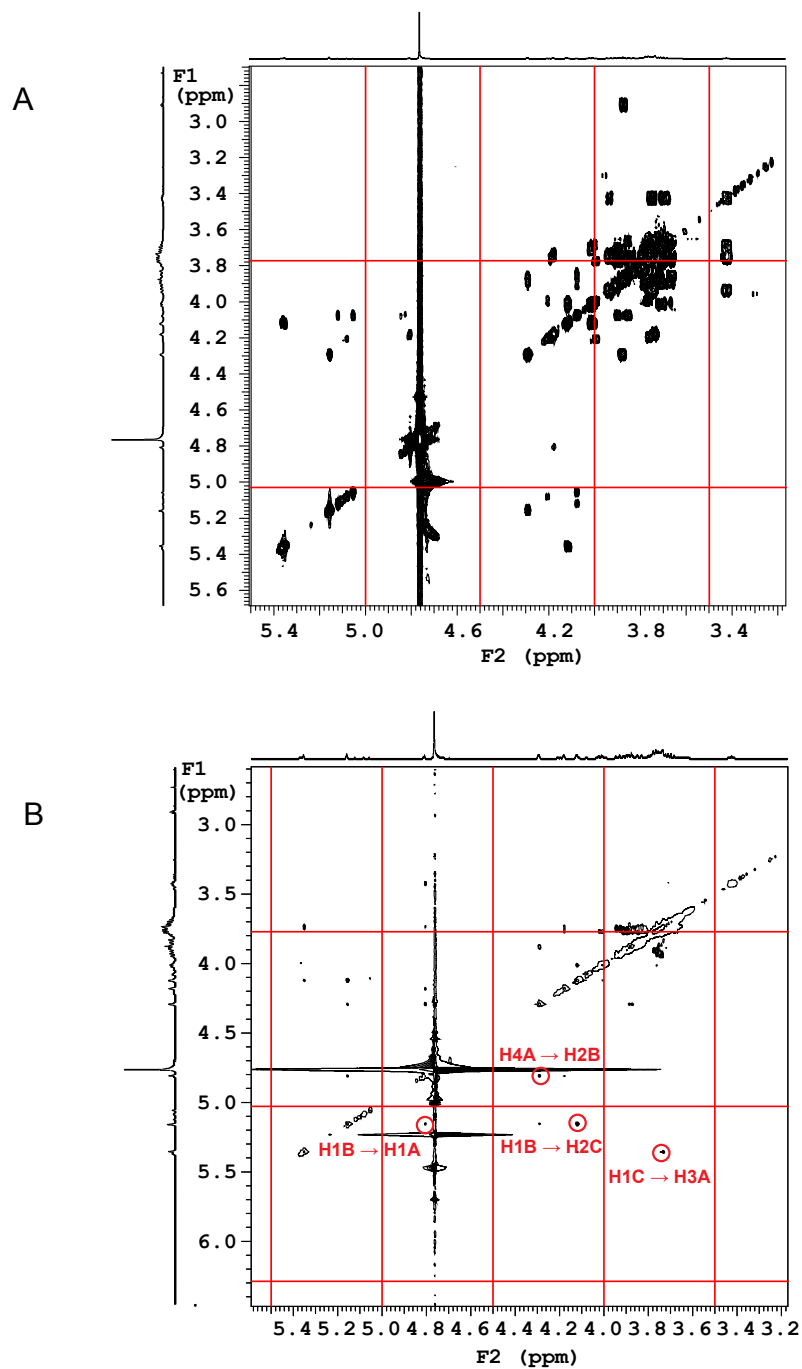 A
F1
(ppm)
3.0
3.2
3.4
3.6
3.8
4.0
4.2
4.4
4.6
4.8
5.0
5.2
5.4
5.6
5.4 5.0 4.6 4.2 3.8 3.4
F2 (ppm)
B
F1
(ppm)
3.0
3.5
4.0
4.5
H4A → H2B
5.0
H1B → H1A
H1B → H2C
5.5
H1C → H3A
6.0
5.4 5.2 5.0 4.8 4.6 4.4 4.2 4.0 3.8 3.6 3.4 3.2
F2 (ppm)